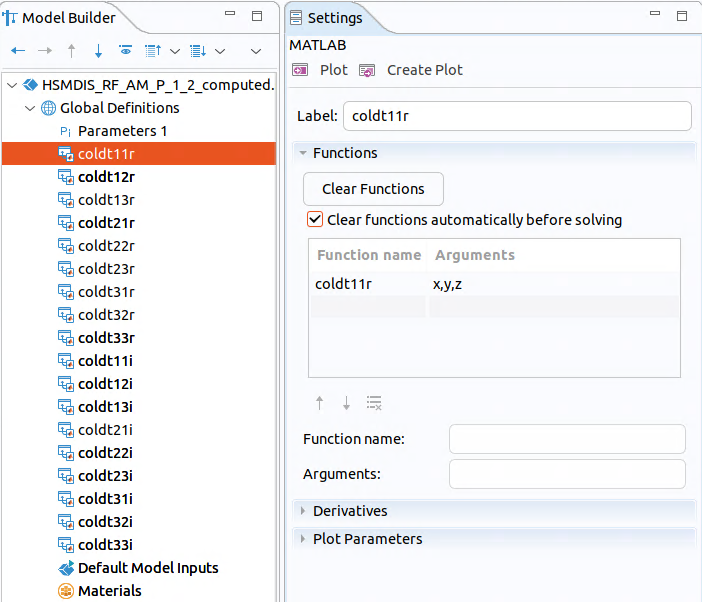 Model Builder
HSMDIS_RF_AM_P_1_2_computed.
Global Definitions
Pi Parameters 1
coldt11r
coldt12r
coldt13r
coldt21r
coldt22r
coldt23r
coldt31r
coldt32r
coldt33r
coldt11i
coldt12i
coldt13i
coldt21i
coldt22i
coldt23i
coldt31i
coldt32i
coldt33i
Default Model Inputs
Materials
Settings
MATLAB
Plot Create Plot
Label: coldt11r
Functions
Clear Functions
Clear functions automatically before solving
Function name Arguments
coldt11r x,y,z
Function name:
Arguments:
Derivatives
Plot Parameters